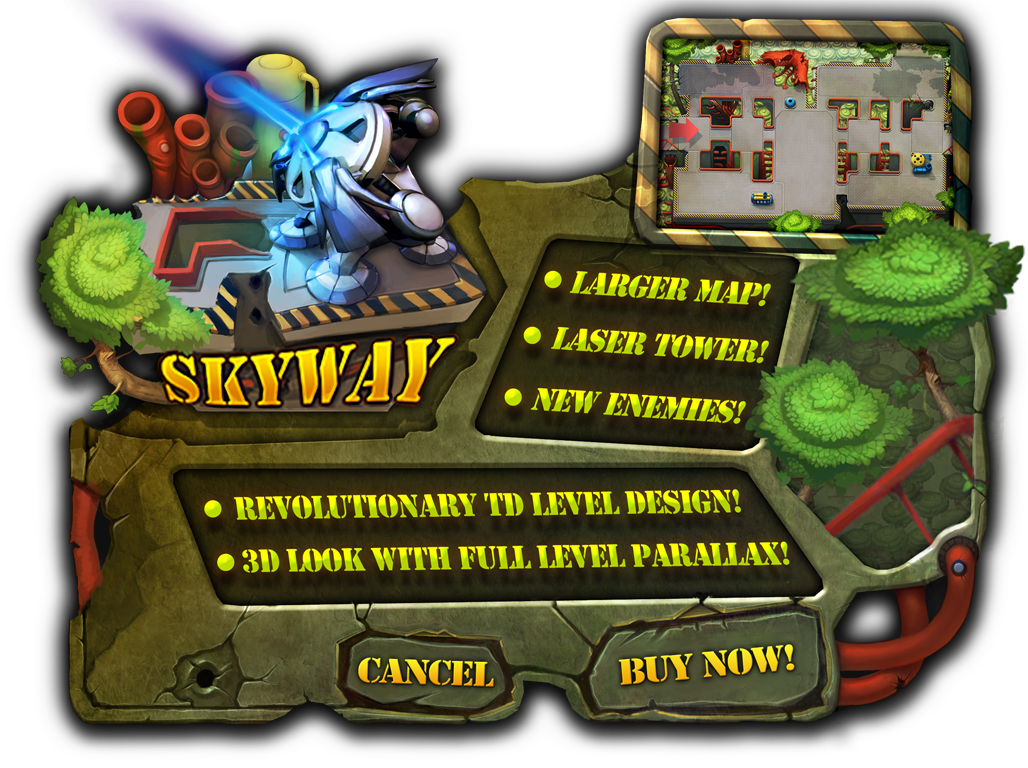 SKYWAY
LARGER MAP!
LASER TOWER!
NEW ENEMIES!
REVOLUTIONARY TD LEVEL DESIGN!
3D LOOK WITH FULL LEVEL PARALLAX!
CANCEL
BUY NOW!